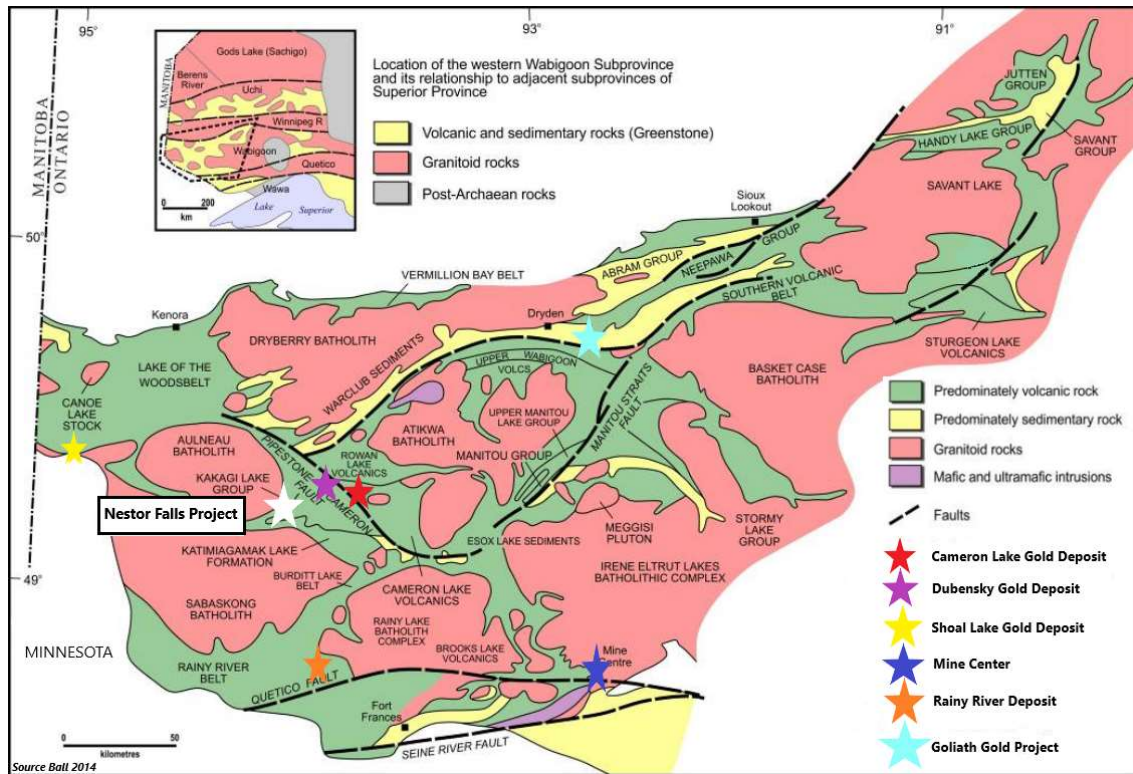 95°
93°
91°
MANITOBA
ONTARIO
Gods Lake (Sachigo)
Berens
River
MANITOBA
Uchi
Winnipeg R
Wabigoon
Quetico
Wawa
Lake Superior
0 200
km
Location of the western Wabigoon Subprovince
and its relationship to adjacent subprovinces of
Superior Province
Volcanic and sedimentary rocks (Greenstone)
Granitoid rocks
Post-Archaean rocks
JUTTEN
GROUP
HANDY LAKE GROUP
SAVANT
GROUP
SAVANT LAKE
Sioux
Lookout
50°
ABRAM GROUP
NEEPAWA
GROUP
VERMILLION BAY BELT
SOUTHERN VOLCANIC
BELT
Kenora
Dryden
DRYBERRY BATHOLITH
STURGEON LAKE
VOLCANICS
LAKE OF THE
WOODSBELT
WARCLUB SEDIMENTS
UPPER WABIGOON
VOLCS
BASKET CASE
BATHOLITH
CANOE
LAKE
STOCK
ATIKWA
BATHOLITH
UPPER MANITOU
LAKE GROUP
MANITOU STRAITS
FAULT
AULNEAU
BATHOLITH
PIPESTONE CAMERON
FAULT
ROWAN
LAKE
VOLCANICS
MANITOU GROUP
KAKAGI LAKE
GROUP
Nestor Falls Project
MEGGISI
PLUTON
STORMY
LAKE
GROUP
KATIMIAGAMAK LAKE
FORMATION
ESOX LAKE SEDIMENTS
IRENE ELTRUT LAKES
BATHOLITHIC COMPLEX
49°
BURDITT LAKE
BELT
CAMERON LAKE
VOLCANICS
SABASKONG
BATHOLITH
RAINY LAKE
BATHOLITH
COMPLEX
BROOKS LAKE
VOLCANICS
Mine
Centre
MINNESOTA
RAINY RIVER
BELT
QUETICO FAULT
Fort
Frances
SEINE RIVER FAULT
Predominately volcanic rock
Predominately sedimentary rock
Granitoid rocks
Mafic and ultramafic intrusions
Faults
Cameron Lake Gold Deposit
Dubensky Gold Deposit
Shoal Lake Gold Deposit
Mine Center
Rainy River Deposit
Goliath Gold Project
0 50
kilometres
Source Ball 2014